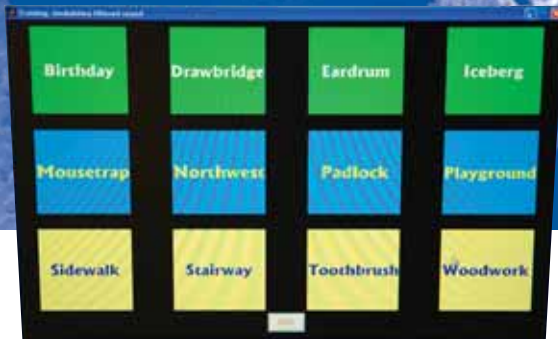 Birthday Drawbridge Eardrum Iceberg
Mousetrap Northwest Padlock Playground
Sidewalk Stairway Toothbrush Woodwork